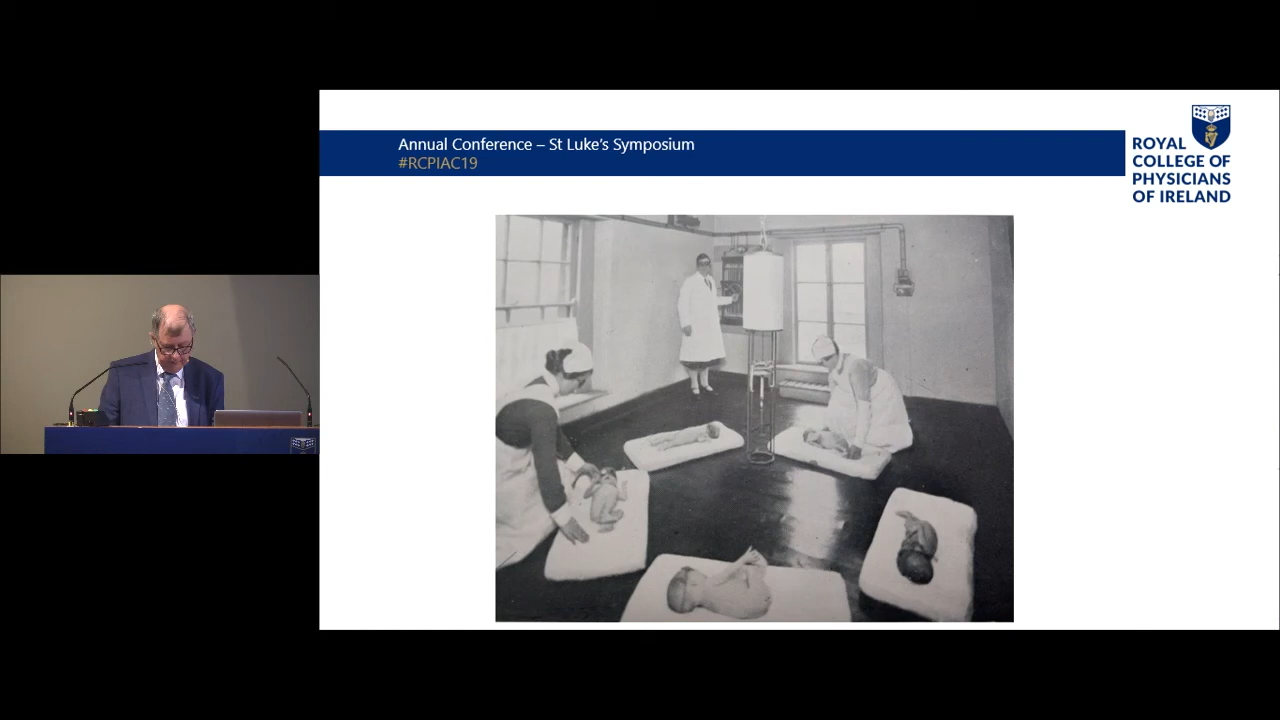 Annual Conference – St Luke's Symposium
#RCPIAC19
ROYAL
COLLEGE OF
PHYSICIANS
OF IRELAND